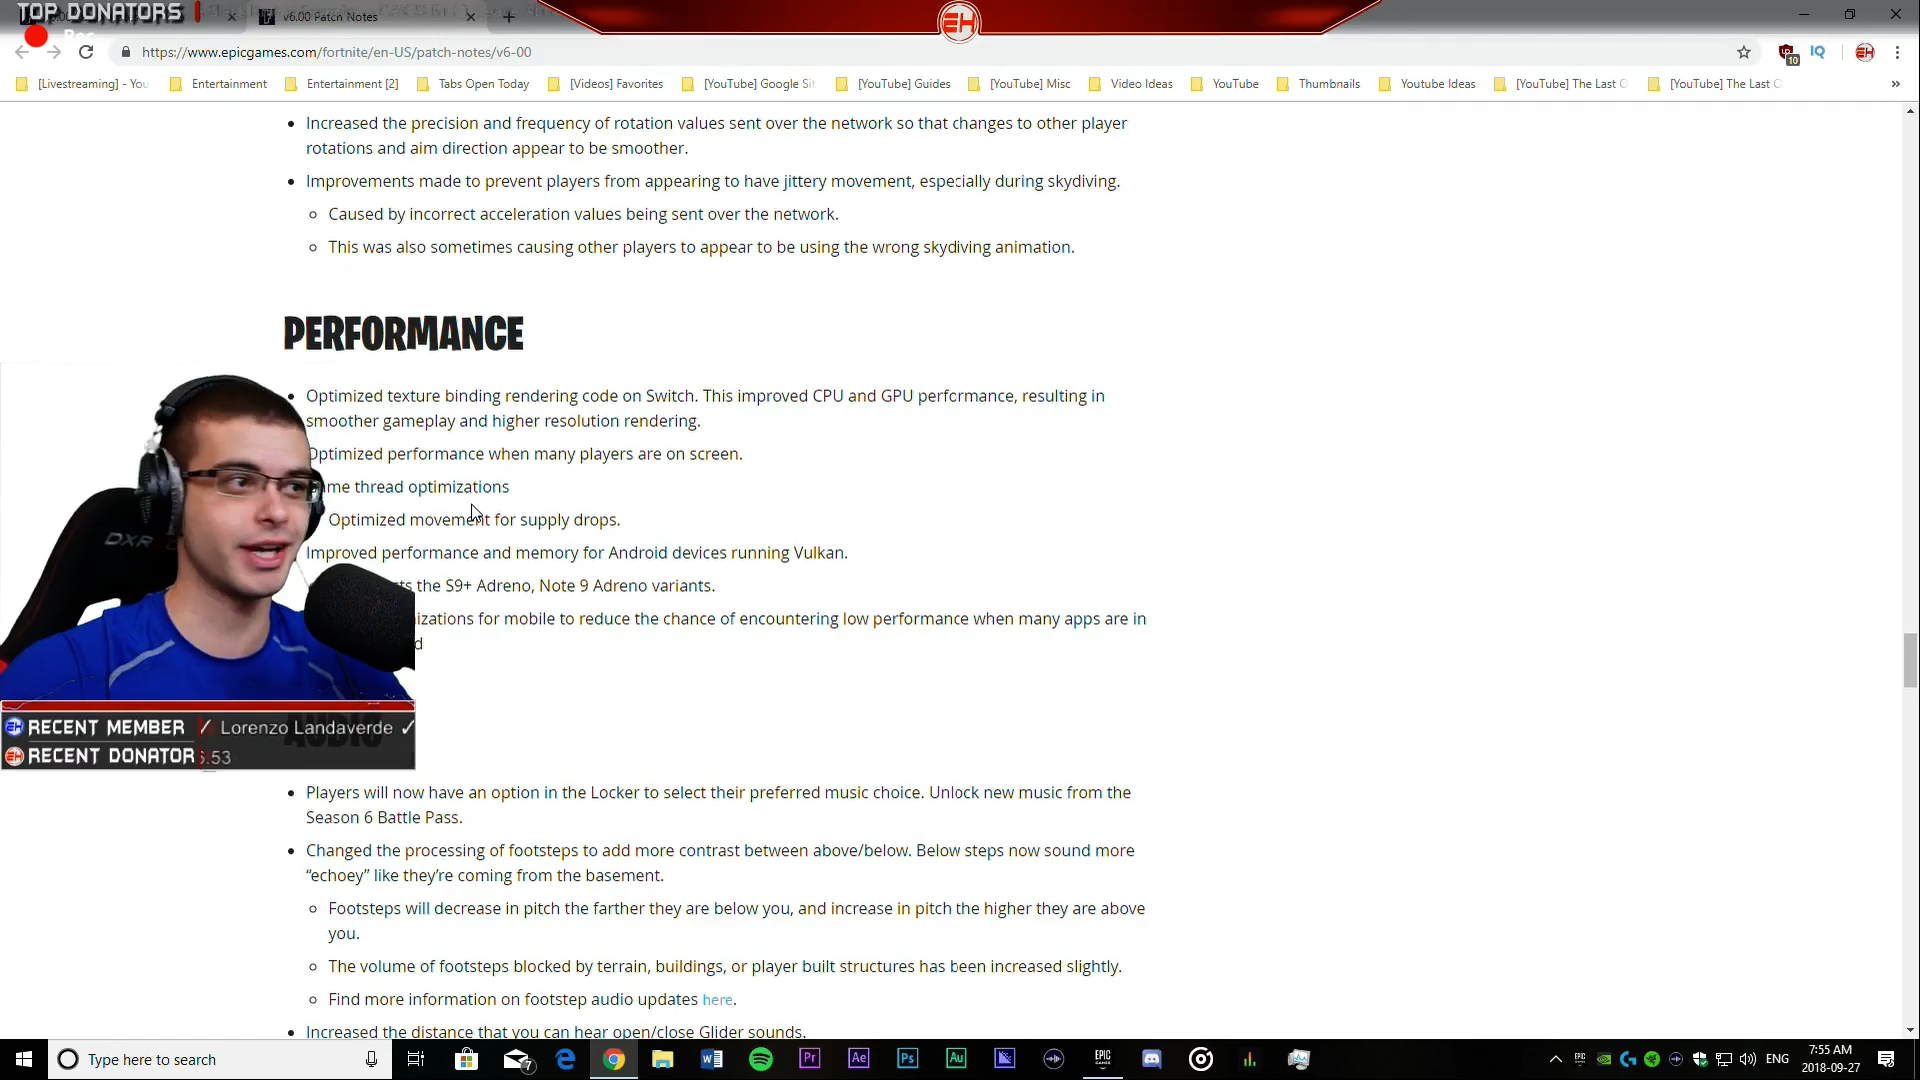 TOP DONATORS
v6.00 Patch Notes
EH
https://www.epicgames.com/fortnite/en-US/patch-notes/v6-00
10
IQ
EH
[Livestreaming] - You
Entertainment
Entertainment [2]
Tabs Open Today
[Videos] Favorites
[YouTube] Google Sit
[YouTube] Guides
[YouTube] Misc
Video Ideas
YouTube
Thumbnails
Youtube Ideas
[YouTube] The Last O
[YouTube] The Last O
• Increased the precision and frequency of rotation values sent over the network so that changes to other player
rotations and aim direction appear to be smoother.
• Improvements made to prevent players from appearing to have jittery movement, especially during skydiving.
Caused by incorrect acceleration values being sent over the network.
This was also sometimes causing other players to appear to be using the wrong skydiving animation.
PERFORMANCE
• Optimized texture binding rendering code on Switch. This improved CPU and GPU performance, resulting in
smoother gameplay and higher resolution rendering.
Optimized performance when many players are on screen.
thread optimizations
Optimized movement for supply drops.
Improved performance and memory for Android devices running Vulkan.
the S9+ Adreno, Note 9 Adreno variants.
for mobile to reduce the chance of encountering low performance when many apps are in
DXR
RECENT MEMBER / Lorenzo Landaverde ✓
AUDIO
RECENT DONATOR 5.53
• Players will now have an option in the Locker to select their preferred music choice. Unlock new music from the
Season 6 Battle Pass.
• Changed the processing of footsteps to add more contrast between above/below. Below steps now sound more
“echoey” like they’re coming from the basement.
Footsteps will decrease in pitch the farther they are below you, and increase in pitch the higher they are above
you.
The volume of footsteps blocked by terrain, buildings, or player built structures has been increased slightly.
Find more information on footstep audio updates here.
• Increased the distance that you can hear open/close Glider sounds.
Type here to search
7
Pr
Ae
Ps
Au
EPIC
ENG
7:55 AM
2018-09-27